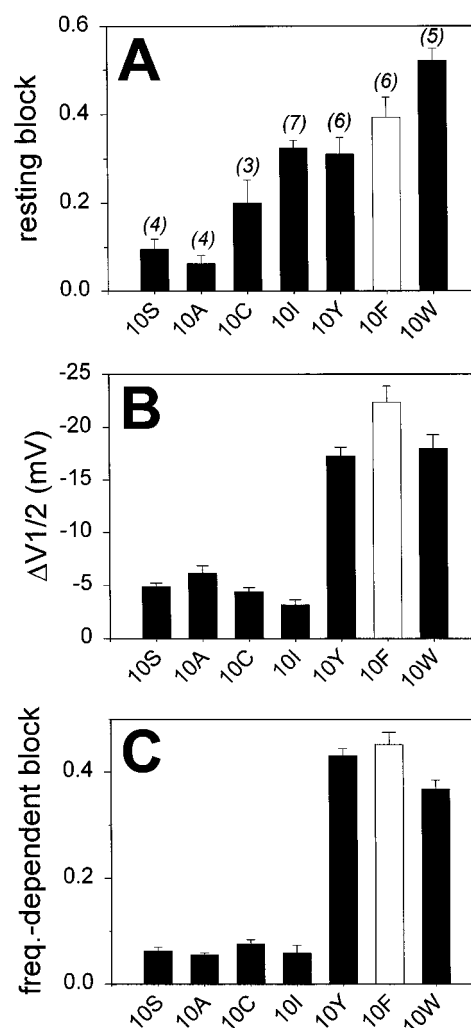 A
resting block
0.6
0.4
0.2
0.0
(4)
(4)
(3)
(7)
(6)
(6)
(5)
10S 10A 10C 10I 10Y 10F 10W
B
ΔV1/2 (mV)
-25
-20
-15
-10
-5
0
10S 10A 10C 10I 10Y 10F 10W
C
freq.-dependent block
0.4
0.2
0.0
10S 10A 10C 10I 10Y 10F 10W